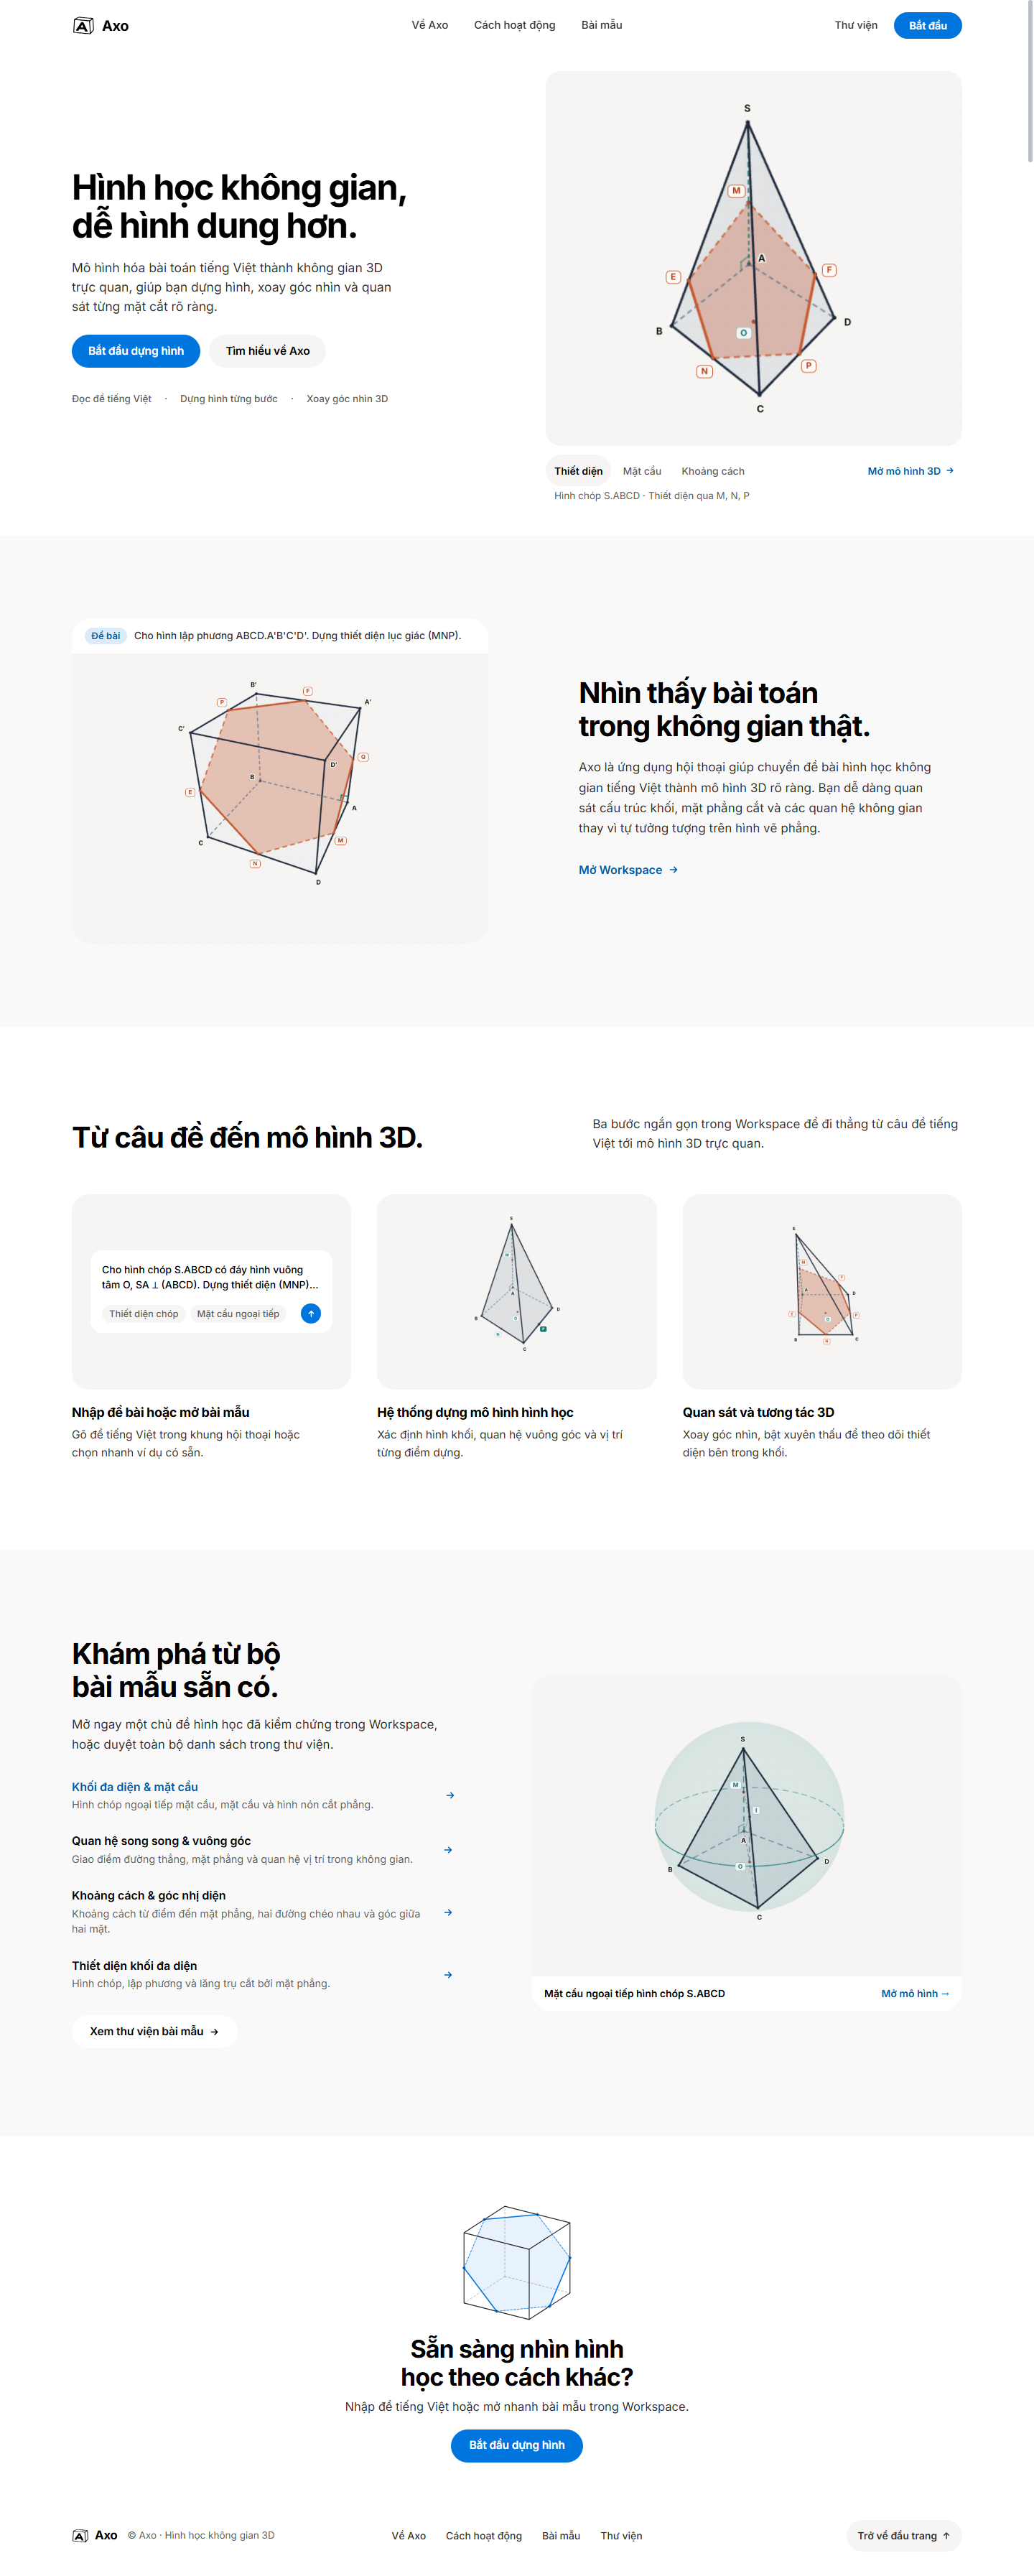 Axo
Về Axo
Cách hoạt động
Bài mẫu
Thư viện
Bắt đầu
Hình học không gian,
dễ hình dung hơn.
Mô hình hóa bài toán tiếng Việt thành không gian 3D
trực quan, giúp bạn dựng hình, xoay góc nhìn và quan
sát từng mặt cắt rõ ràng.
Bắt đầu dựng hình
Tìm hiểu về Axo
Đọc đề tiếng Việt · Dựng hình từng bước · Xoay góc nhìn 3D
S
M
A
E
F
B
O
D
N
P
C
Thiết diện
Mặt cầu
Khoảng cách
Mở mô hình 3D →
Hình chóp S.ABCD · Thiết diện qua M, N, P
Đề bài
Cho hình lập phương ABCD.A'B'C'D'. Dựng thiết diện lục giác (MNP).
B'
F
P
A'
C'
Q
D'
B
E
A
M
C
N
D
Nhìn thấy bài toán
trong không gian thật.
Axo là ứng dụng hội thoại giúp chuyển đề bài hình học không
gian tiếng Việt thành mô hình 3D rõ ràng. Bạn dễ dàng quan
sát cấu trúc khối, mặt phẳng cắt và các quan hệ không gian
thay vì tự tưởng tượng trên hình vẽ phẳng.
Mở Workspace →
Từ câu đề đến mô hình 3D.
Ba bước ngắn gọn trong Workspace để đi thẳng từ câu đề tiếng
Việt tới mô hình 3D trực quan.
Cho hình chóp S.ABCD có đáy hình vuông
tâm O, SA ⊥ (ABCD). Dựng thiết diện (MNP)...
Thiết diện chóp
Mặt cầu ngoại tiếp
↑
S
M
A
B
O
D
N
P
C
S
M
F
A
D
E
O
P
B
N
C
Nhập đề bài hoặc mở bài mẫu
Gõ đề tiếng Việt trong khung hội thoại hoặc
chọn nhanh ví dụ có sẵn.
Hệ thống dựng mô hình hình học
Xác định hình khối, quan hệ vuông góc và vị trí
từng điểm dựng.
Quan sát và tương tác 3D
Xoay góc nhìn, bật xuyên thấu để theo dõi thiết
diện bên trong khối.
Khám phá từ bộ
bài mẫu sẵn có.
Mở ngay một chủ đề hình học đã kiểm chứng trong Workspace,
hoặc duyệt toàn bộ danh sách trong thư viện.
Khối đa diện & mặt cầu
Hình chóp ngoại tiếp mặt cầu, mặt cầu và hình nón cắt phẳng.
→
Quan hệ song song & vuông góc
Giao điểm đường thẳng, mặt phẳng và quan hệ vị trí trong không gian.
→
Khoảng cách & góc nhị diện
Khoảng cách từ điểm đến mặt phẳng, hai đường chéo nhau và góc giữa
hai mặt.
→
Thiết diện khối đa diện
Hình chóp, lập phương và lăng trụ cắt bởi mặt phẳng.
→
Xem thư viện bài mẫu →
S
M
I
A
B
O
D
C
Mặt cầu ngoại tiếp hình chóp S.ABCD
Mở mô hình →
Sẵn sàng nhìn hình
học theo cách khác?
Nhập đề tiếng Việt hoặc mở nhanh bài mẫu trong Workspace.
Bắt đầu dựng hình
Axo
© Axo · Hình học không gian 3D
Về Axo
Cách hoạt động
Bài mẫu
Thư viện
Trở về đầu trang ↑